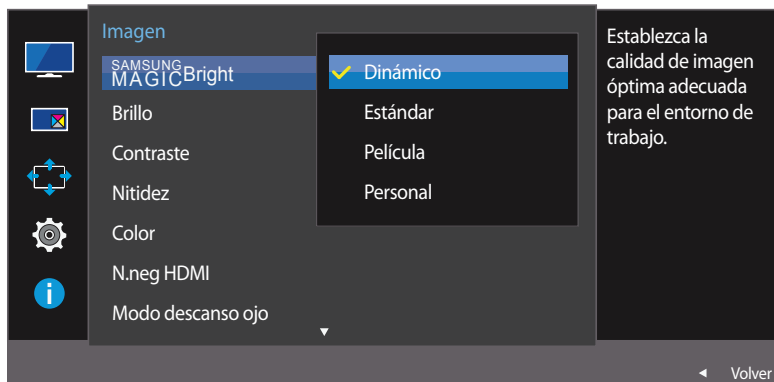 Imagen
SAMSUNG
MAGICBright
Brillo
Contraste
Nitidez
Color
N.neg HDMI
Modo descanso ojo
Dinámico
Estándar
Película
Personal
Establezca la
calidad de imagen
óptima adecuada
para el entorno de
trabajo.
Volver